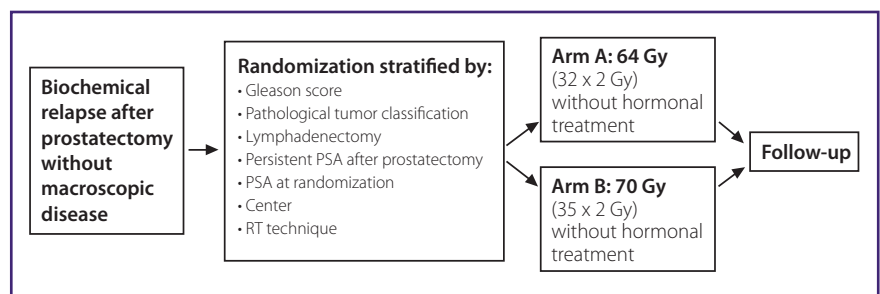 Biochemical
relapse after
prostatectomy
without
macroscopic
disease
Randomization stratified by:
• Gleason score
• Pathological tumor classification
• Lymphadenectomy
• Persistent PSA after prostatectomy
• PSA at randomization
• Center
• RT technique
Arm A: 64 Gy
(32 x 2 Gy)
without hormonal
treatment
Arm B: 70 Gy
(35 x 2 Gy)
without hormonal
treatment
Follow-up